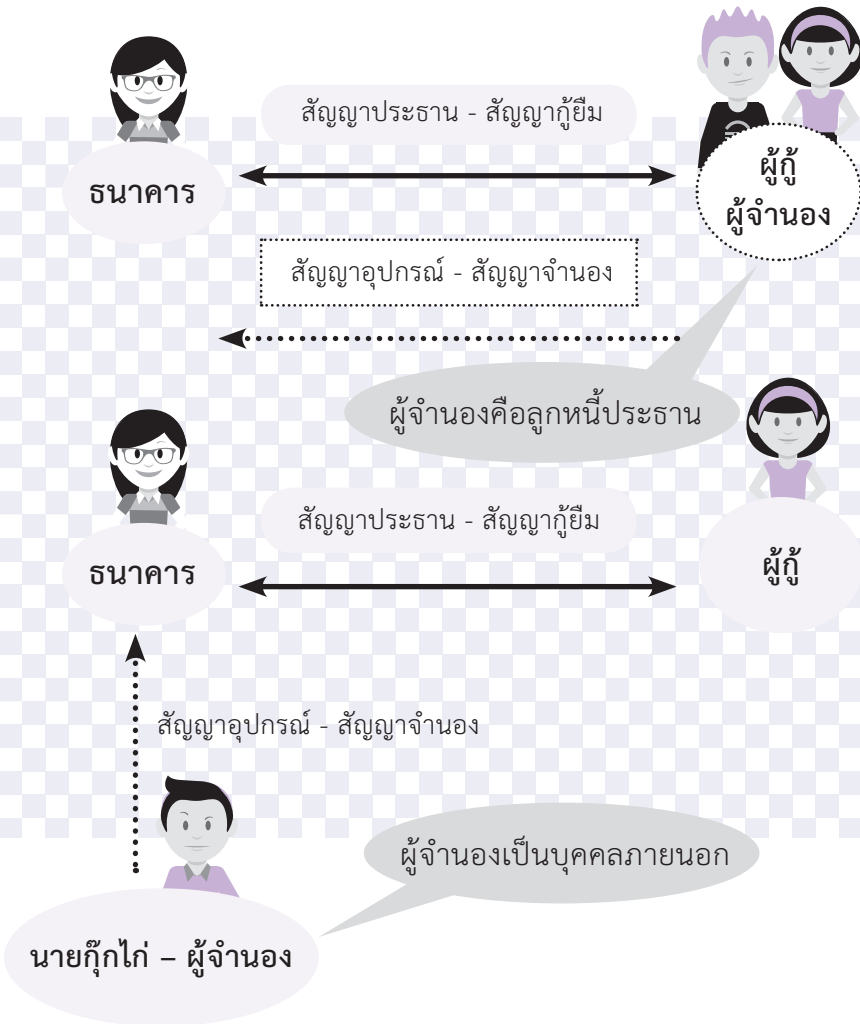 สัญญาประธาน - สัญญากู้ยืม
ธนาคาร
ผู้กู้
ผู้จำนอง
สัญญาอุปกรณ์ - สัญญาจำนอง
ผู้จำนองคือลูกหนี้ประธาน
สัญญาประธาน - สัญญากู้ยืม
ธนาคาร
ผู้กู้
สัญญาอุปกรณ์ - สัญญาจำนอง
ผู้จำนองเป็นบุคคลภายนอก
นายกุ๊กไก่ – ผู้จำนอง